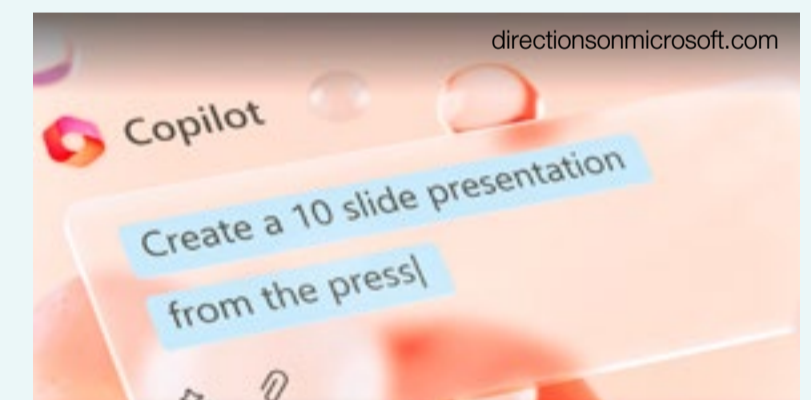 directionsonmicrosoft.com
Copilot
Create a 10 slide presentation
from the press|